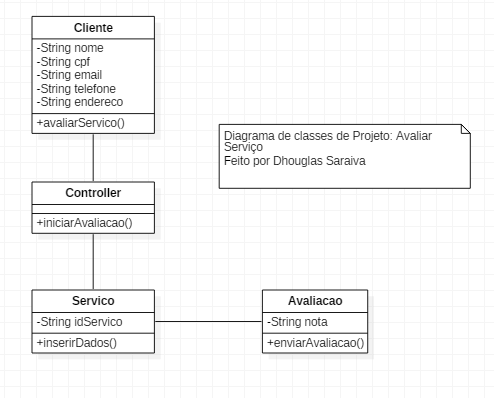 Cliente
-String nome
-String cpf
-String email
-String telefone
-String endereco
+avaliarServico()
Diagrama de classes de Projeto: Avaliar
Serviço
Feito por Dhouglas Saraiva
Controller
+iniciarAvaliacao()
Servico
-String idServico
+inserirDados()
Avaliacao
-String nota
+enviarAvaliacao()